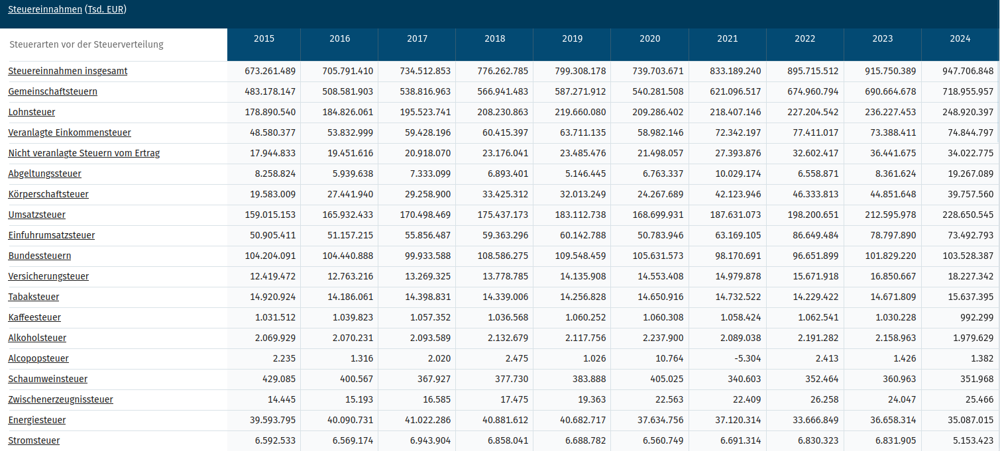 Steuereinnahmen (Tsd. EUR)
Steuerarten vor der Steuerverteilung 2015 2016 2017 2018 2019 2020 2021 2022 2023 2024
Steuereinnahmen insgesamt 673.261.489 705.791.410 734.512.853 776.262.785 799.308.178 739.703.671 833.189.240 895.715.512 915.750.389 947.706.848
Gemeinschaftsteuern 483.178.147 508.581.903 538.816.963 566.941.483 587.271.912 540.281.508 621.096.517 674.960.794 690.664.678 718.955.957
Lohnsteuer 178.890.540 184.826.061 195.523.741 208.230.863 219.660.080 209.286.402 218.407.146 227.204.542 236.227.453 248.920.397
Veranlagte Einkommensteuer 48.580.377 53.832.999 59.428.196 60.415.397 63.711.135 58.982.146 72.342.197 77.411.017 73.388.411 74.844.797
Nicht veranlagte Steuern vom Ertrag 17.944.833 19.451.616 20.918.070 23.176.041 23.485.476 21.498.057 27.393.876 32.602.417 36.441.675 34.022.775
Abgeltungssteuer 8.258.824 5.939.638 7.333.099 6.893.401 5.146.445 6.763.337 10.029.174 6.558.871 8.361.624 19.267.089
Körperschaftsteuer 19.583.009 27.441.940 29.258.900 33.425.312 32.013.249 24.267.689 42.123.946 46.333.813 44.851.648 39.757.560
Umsatzsteuer 159.015.153 165.932.433 170.498.469 175.437.173 183.112.738 168.699.931 187.631.073 198.200.651 212.595.978 228.650.545
Einfuhrumsatzsteuer 50.905.411 51.157.215 55.856.487 59.363.296 60.142.788 50.783.946 63.169.105 86.649.484 78.797.890 73.492.793
Bundessteuern 104.204.091 104.440.888 99.933.588 108.586.275 109.548.459 105.631.573 98.170.691 96.651.899 101.829.220 103.528.387
Versicherungsteuer 12.419.472 12.763.216 13.269.325 13.778.785 14.135.908 14.553.408 14.979.878 15.671.918 16.850.667 18.227.342
Tabaksteuer 14.920.924 14.186.061 14.398.831 14.339.006 14.256.828 14.650.916 14.732.522 14.229.422 14.671.809 15.637.395
Kaffeesteuer 1.031.512 1.039.823 1.057.352 1.036.568 1.060.252 1.060.308 1.058.424 1.062.541 1.030.228 992.299
Alkoholsteuer 2.069.929 2.070.231 2.093.589 2.132.679 2.117.756 2.237.900 2.089.038 2.191.282 2.158.963 1.979.629
Alcopopsteuer 2.235 1.316 2.020 2.475 1.026 10.764 -5.304 2.413 1.426 1.382
Schaumweinsteuer 429.085 400.567 367.927 377.730 383.888 405.025 340.603 352.464 360.963 351.968
Zwischenerzeugnissteuer 14.445 15.193 16.585 17.475 19.363 22.563 22.409 26.258 24.047 25.466
Energiesteuer 39.593.795 40.090.731 41.022.286 40.881.612 40.682.717 37.634.756 37.120.314 33.666.849 36.658.314 35.087.015
Stromsteuer 6.592.533 6.569.174 6.943.904 6.858.041 6.688.782 6.560.749 6.691.314 6.830.323 6.831.905 5.153.423